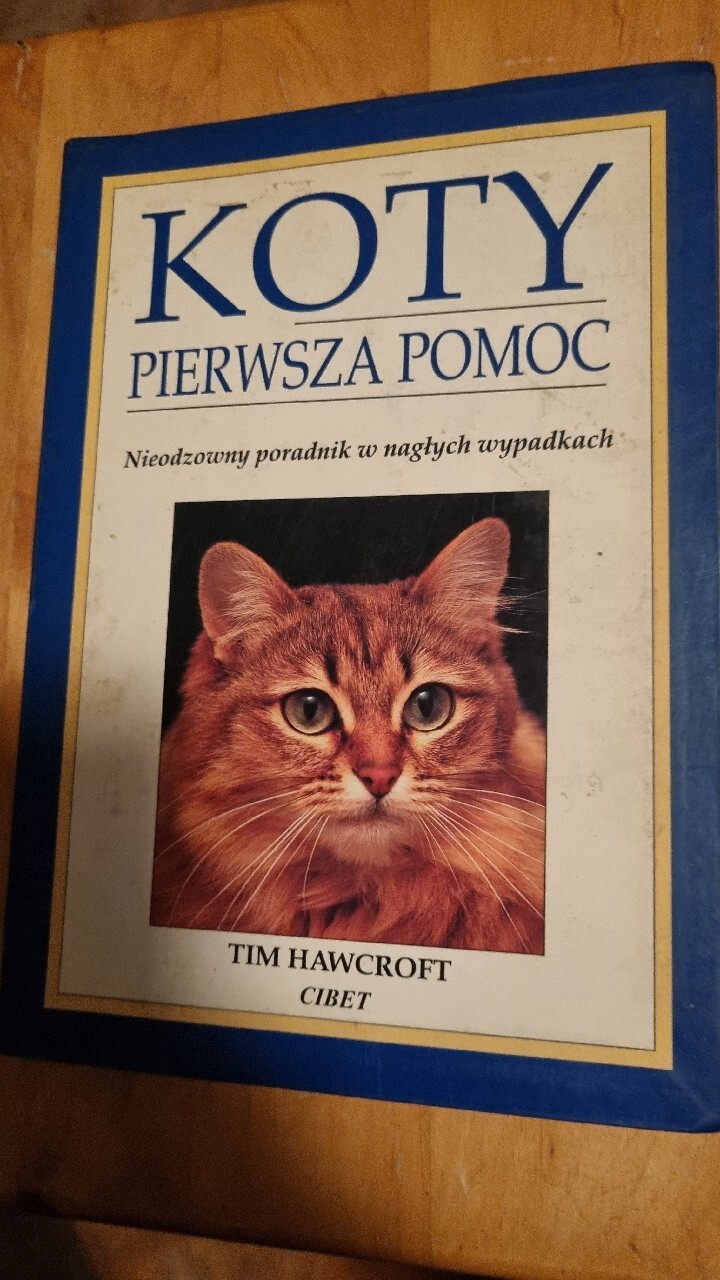 KOTY
PIERWSZA POMOC
Nieodzowny poradnik w nagłych wypadkach
TIM HAWCROFT
CIBET